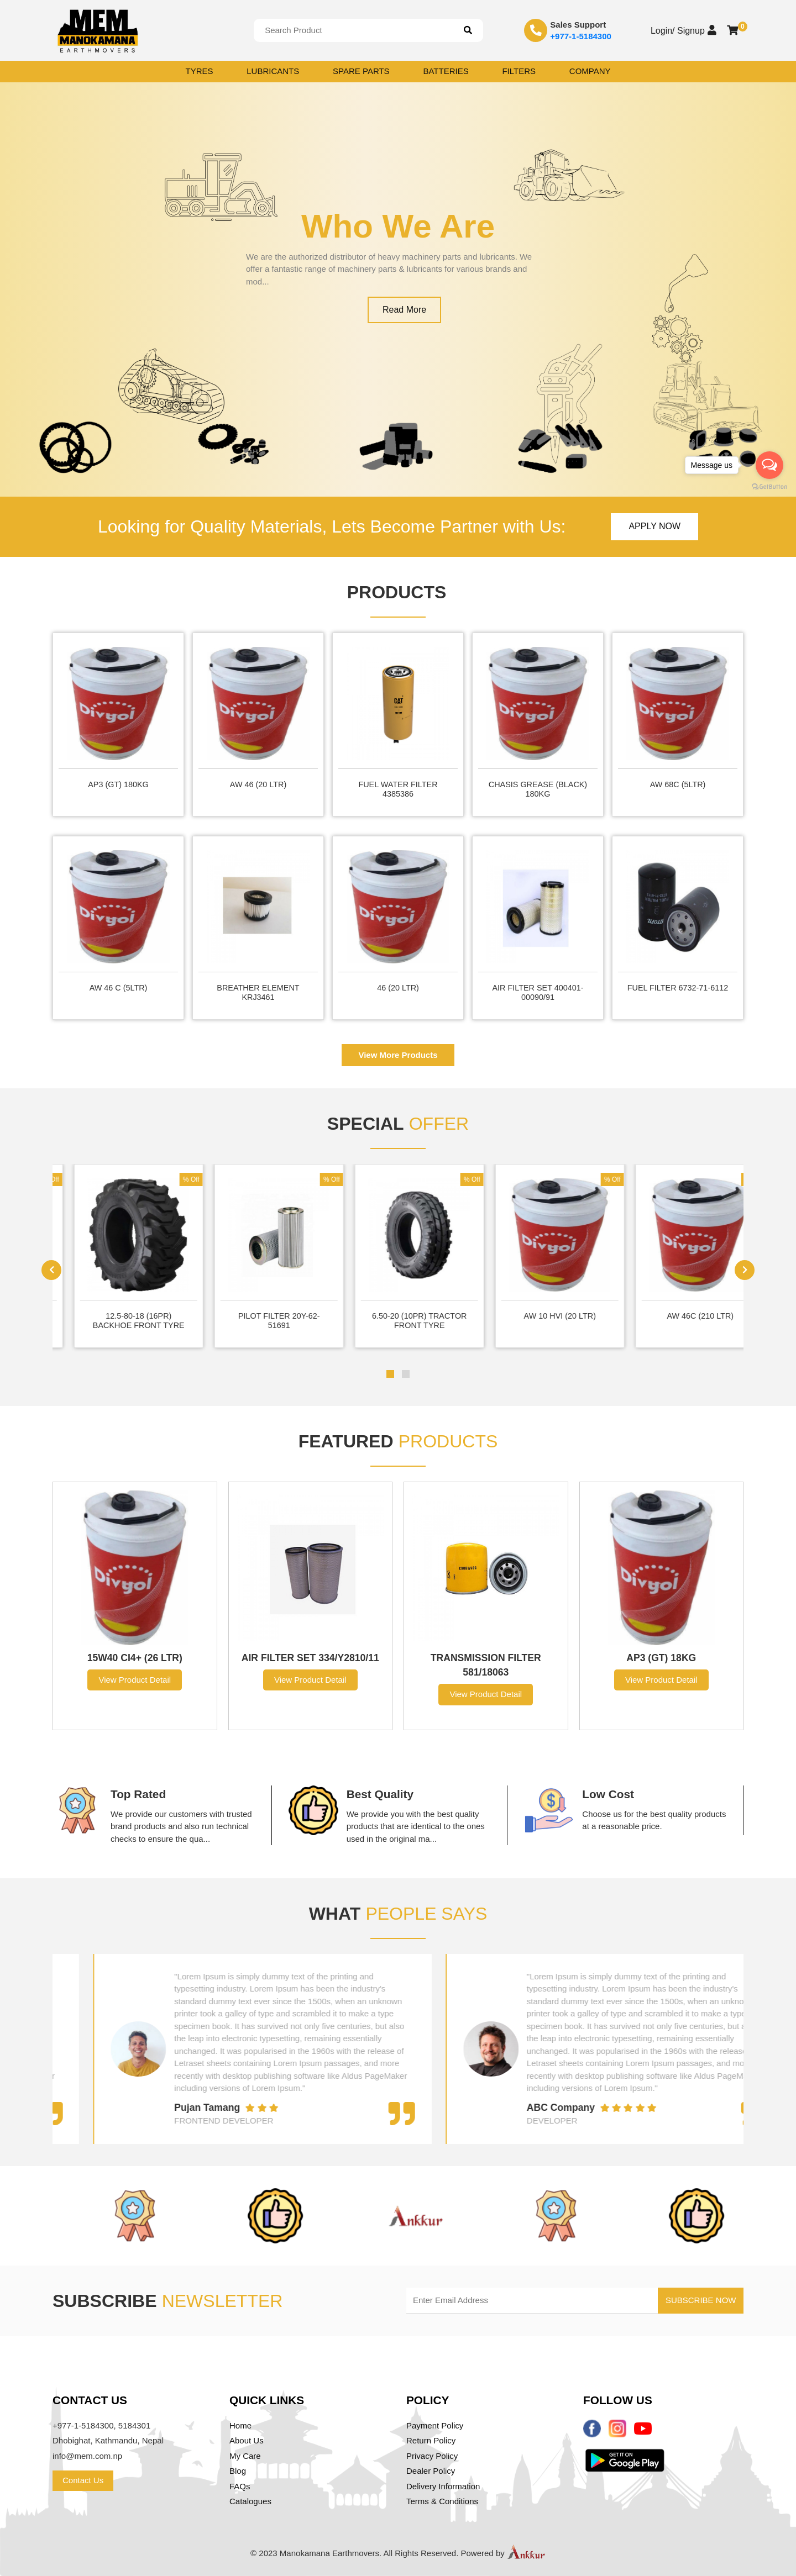 MEM
MANOKAMANA
EARTHMOVERS
Search Product
Sales Support
+977-1-5184300
Login/ Signup
0
TYRES
LUBRICANTS
SPARE PARTS
BATTERIES
FILTERS
COMPANY
Who We Are
We are the authorized distributor of heavy machinery parts and lubricants. We
offer a fantastic range of machinery parts & lubricants for various brands and
mod...
Read More
Message us
GetButton
Looking for Quality Materials, Lets Become Partner with Us:
APPLY NOW
PRODUCTS
Divyol
Divyol
CAT
Divyol
Divyol
AP3 (GT) 180KG
AW 46 (20 LTR)
FUEL WATER FILTER
4385386
CHASIS GREASE (BLACK)
180KG
AW 68C (5LTR)
Divyol
Divyol
AW 46 C (5LTR)
BREATHER ELEMENT
KRJ3461
46 (20 LTR)
AIR FILTER SET 400401-
00090/91
FUEL FILTER 6732-71-6112
View More Products
SPECIAL OFFER
Off
% Off
% Off
% Off
% Off
Divyol
Divyol
12.5-80-18 (16PR)
BACKHOE FRONT TYRE
PILOT FILTER 20Y-62-
51691
6.50-20 (10PR) TRACTOR
FRONT TYRE
AW 10 HVI (20 LTR)
AW 46C (210 LTR)
FEATURED PRODUCTS
Divyol
Divyol
15W40 CI4+ (26 LTR)
View Product Detail
AIR FILTER SET 334/Y2810/11
View Product Detail
TRANSMISSION FILTER
581/18063
View Product Detail
AP3 (GT) 18KG
View Product Detail
Top Rated
We provide our customers with trusted
brand products and also run technical
checks to ensure the qua...
Best Quality
We provide you with the best quality
products that are identical to the ones
used in the original ma...
Low Cost
Choose us for the best quality products
at a reasonable price.
WHAT PEOPLE SAYS
"Lorem Ipsum is simply dummy text of the printing and
typesetting industry. Lorem Ipsum has been the industry's
standard dummy text ever since the 1500s, when an unknown
printer took a galley of type and scrambled it to make a type
specimen book. It has survived not only five centuries, but also
the leap into electronic typesetting, remaining essentially
unchanged. It was popularised in the 1960s with the release of
Letraset sheets containing Lorem Ipsum passages, and more
recently with desktop publishing software like Aldus PageMaker
including versions of Lorem Ipsum."
Pujan Tamang
FRONTEND DEVELOPER
"Lorem Ipsum is simply dummy text of the printing and
typesetting industry. Lorem Ipsum has been the industry's
standard dummy text ever since the 1500s, when an unkno
printer took a galley of type and scrambled it to make a type
specimen book. It has survived not only five centuries, but a
the leap into electronic typesetting, remaining essentially
unchanged. It was popularised in the 1960s with the release
Letraset sheets containing Lorem Ipsum passages, and mo
recently with desktop publishing software like Aldus PageM
including versions of Lorem Ipsum."
ABC Company
DEVELOPER
Ankkur
SUBSCRIBE NEWSLETTER
Enter Email Address
SUBSCRIBE NOW
CONTACT US
+977-1-5184300, 5184301
Dhobighat, Kathmandu, Nepal
info@mem.com.np
Contact Us
QUICK LINKS
Home
About Us
My Care
Blog
FAQs
Catalogues
POLICY
Payment Policy
Return Policy
Privacy Policy
Dealer Policy
Delivery Information
Terms & Conditions
FOLLOW US
GET IT ON
Google Play
© 2023 Manokamana Earthmovers. All Rights Reserved. Powered by Ankkur